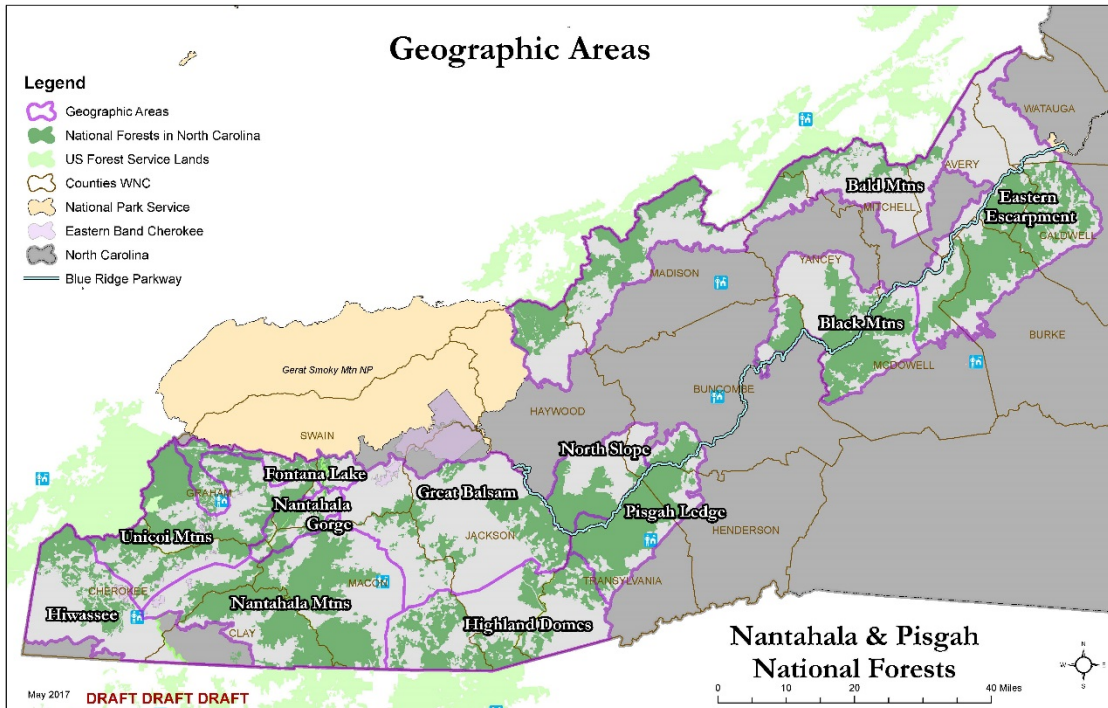 Geographic Areas
Legend
Geographic Areas
National Forests in North Carolina
US Forest Service Lands
Counties WNC
National Park Service
Eastern Band Cherokee
North Carolina
Blue Ridge Parkway
WATAUGA
AVERY
Bald Mtns
MITCHELL
Eastern
Escarpment
CALDWELL
YANCEY
MADISON
Black Mtns
BURKE
MCDOWELL
Gerat Smoky Mtn NP
BUNCOMBE
HAYWOOD
SWAIN
North Slope
Fontana Lake
Great Balsam
GRAHAM
Nantahala
Gorge
Pisgah Ledge
HENDERSON
Unicoi Mtns
JACKSON
MACON
TRANSYLVANIA
CHEROKEE
Nantahala Mtns
Hiwassee
Highland Domes
CLAY
Nantahala & Pisgah
National Forests
N
W
E
S
May 2017
DRAFT DRAFT DRAFT
0 10 20 40 Miles